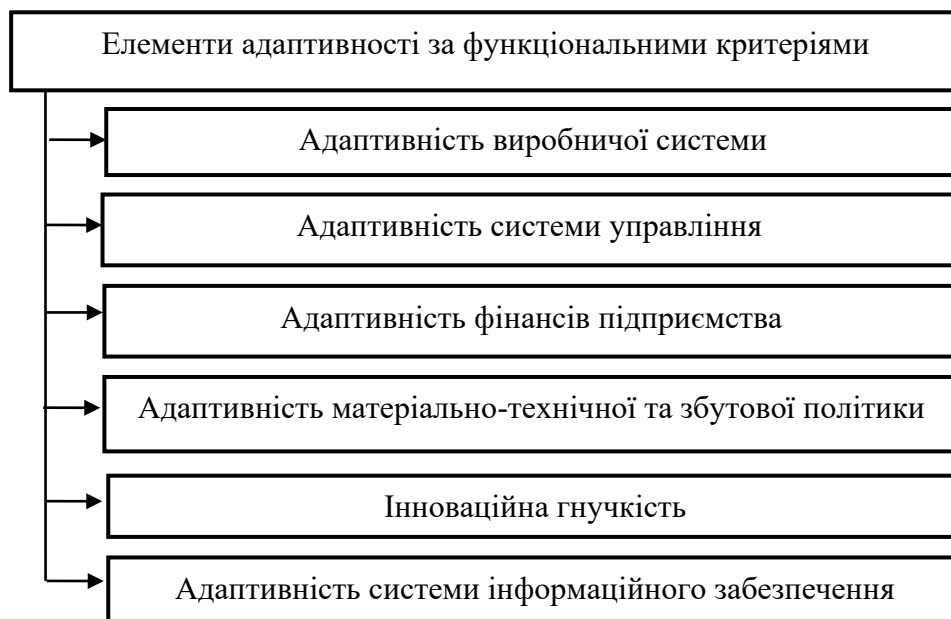 Елементи адаптивності за функціональними критеріями
Адаптивність виробничої системи
Адаптивність системи управління
Адаптивність фінансів підприємства
Адаптивність матеріально-технічної та збутової політики
Інноваційна гнучкість
Адаптивність системи інформаційного забезпечення